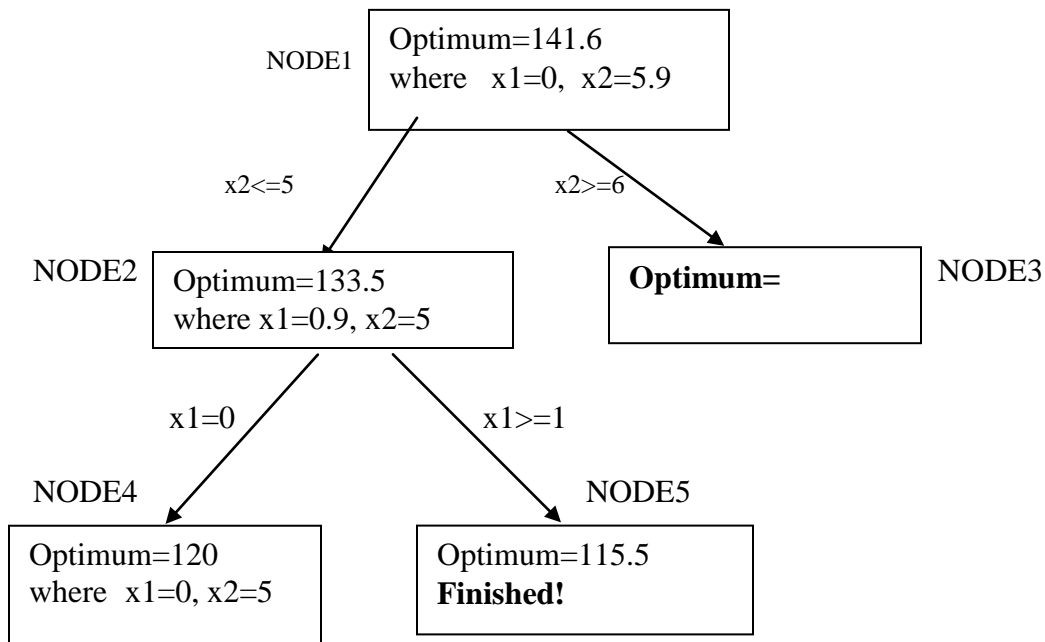 NODE1
Optimum=141.6
where x1=0, x2=5.9
x2<=5
x2>=6
NODE2
Optimum=133.5
where x1=0.9, x2=5
Optimum=
NODE3
x1=0
x1>=1
NODE4
NODE5
Optimum=120
where x1=0, x2=5
Optimum=115.5
Finished!